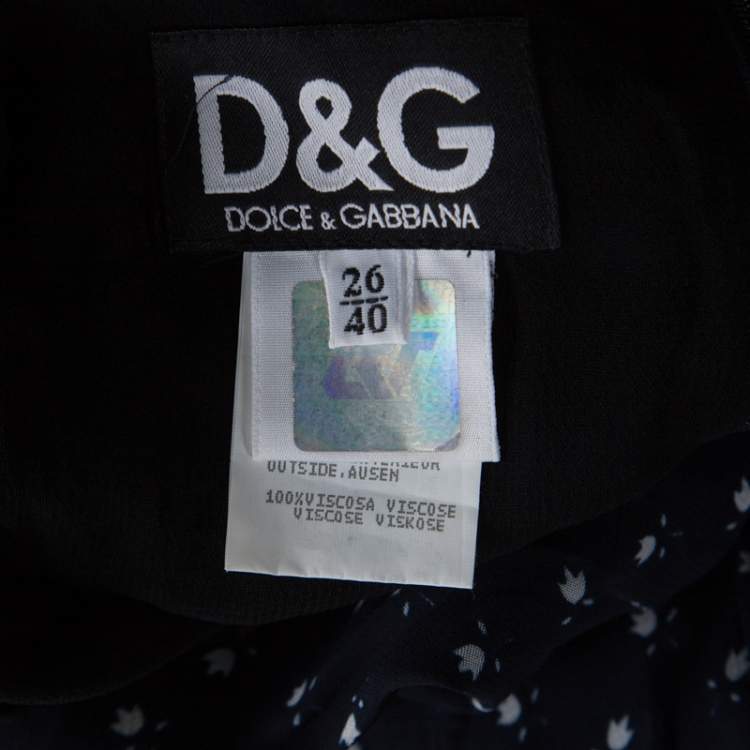 D&G
DOLCE & GABBANA
26
40
OUTSIDE,AUSEN
100%VISCOSA VISCOSE
VISCOSE VISKOSE